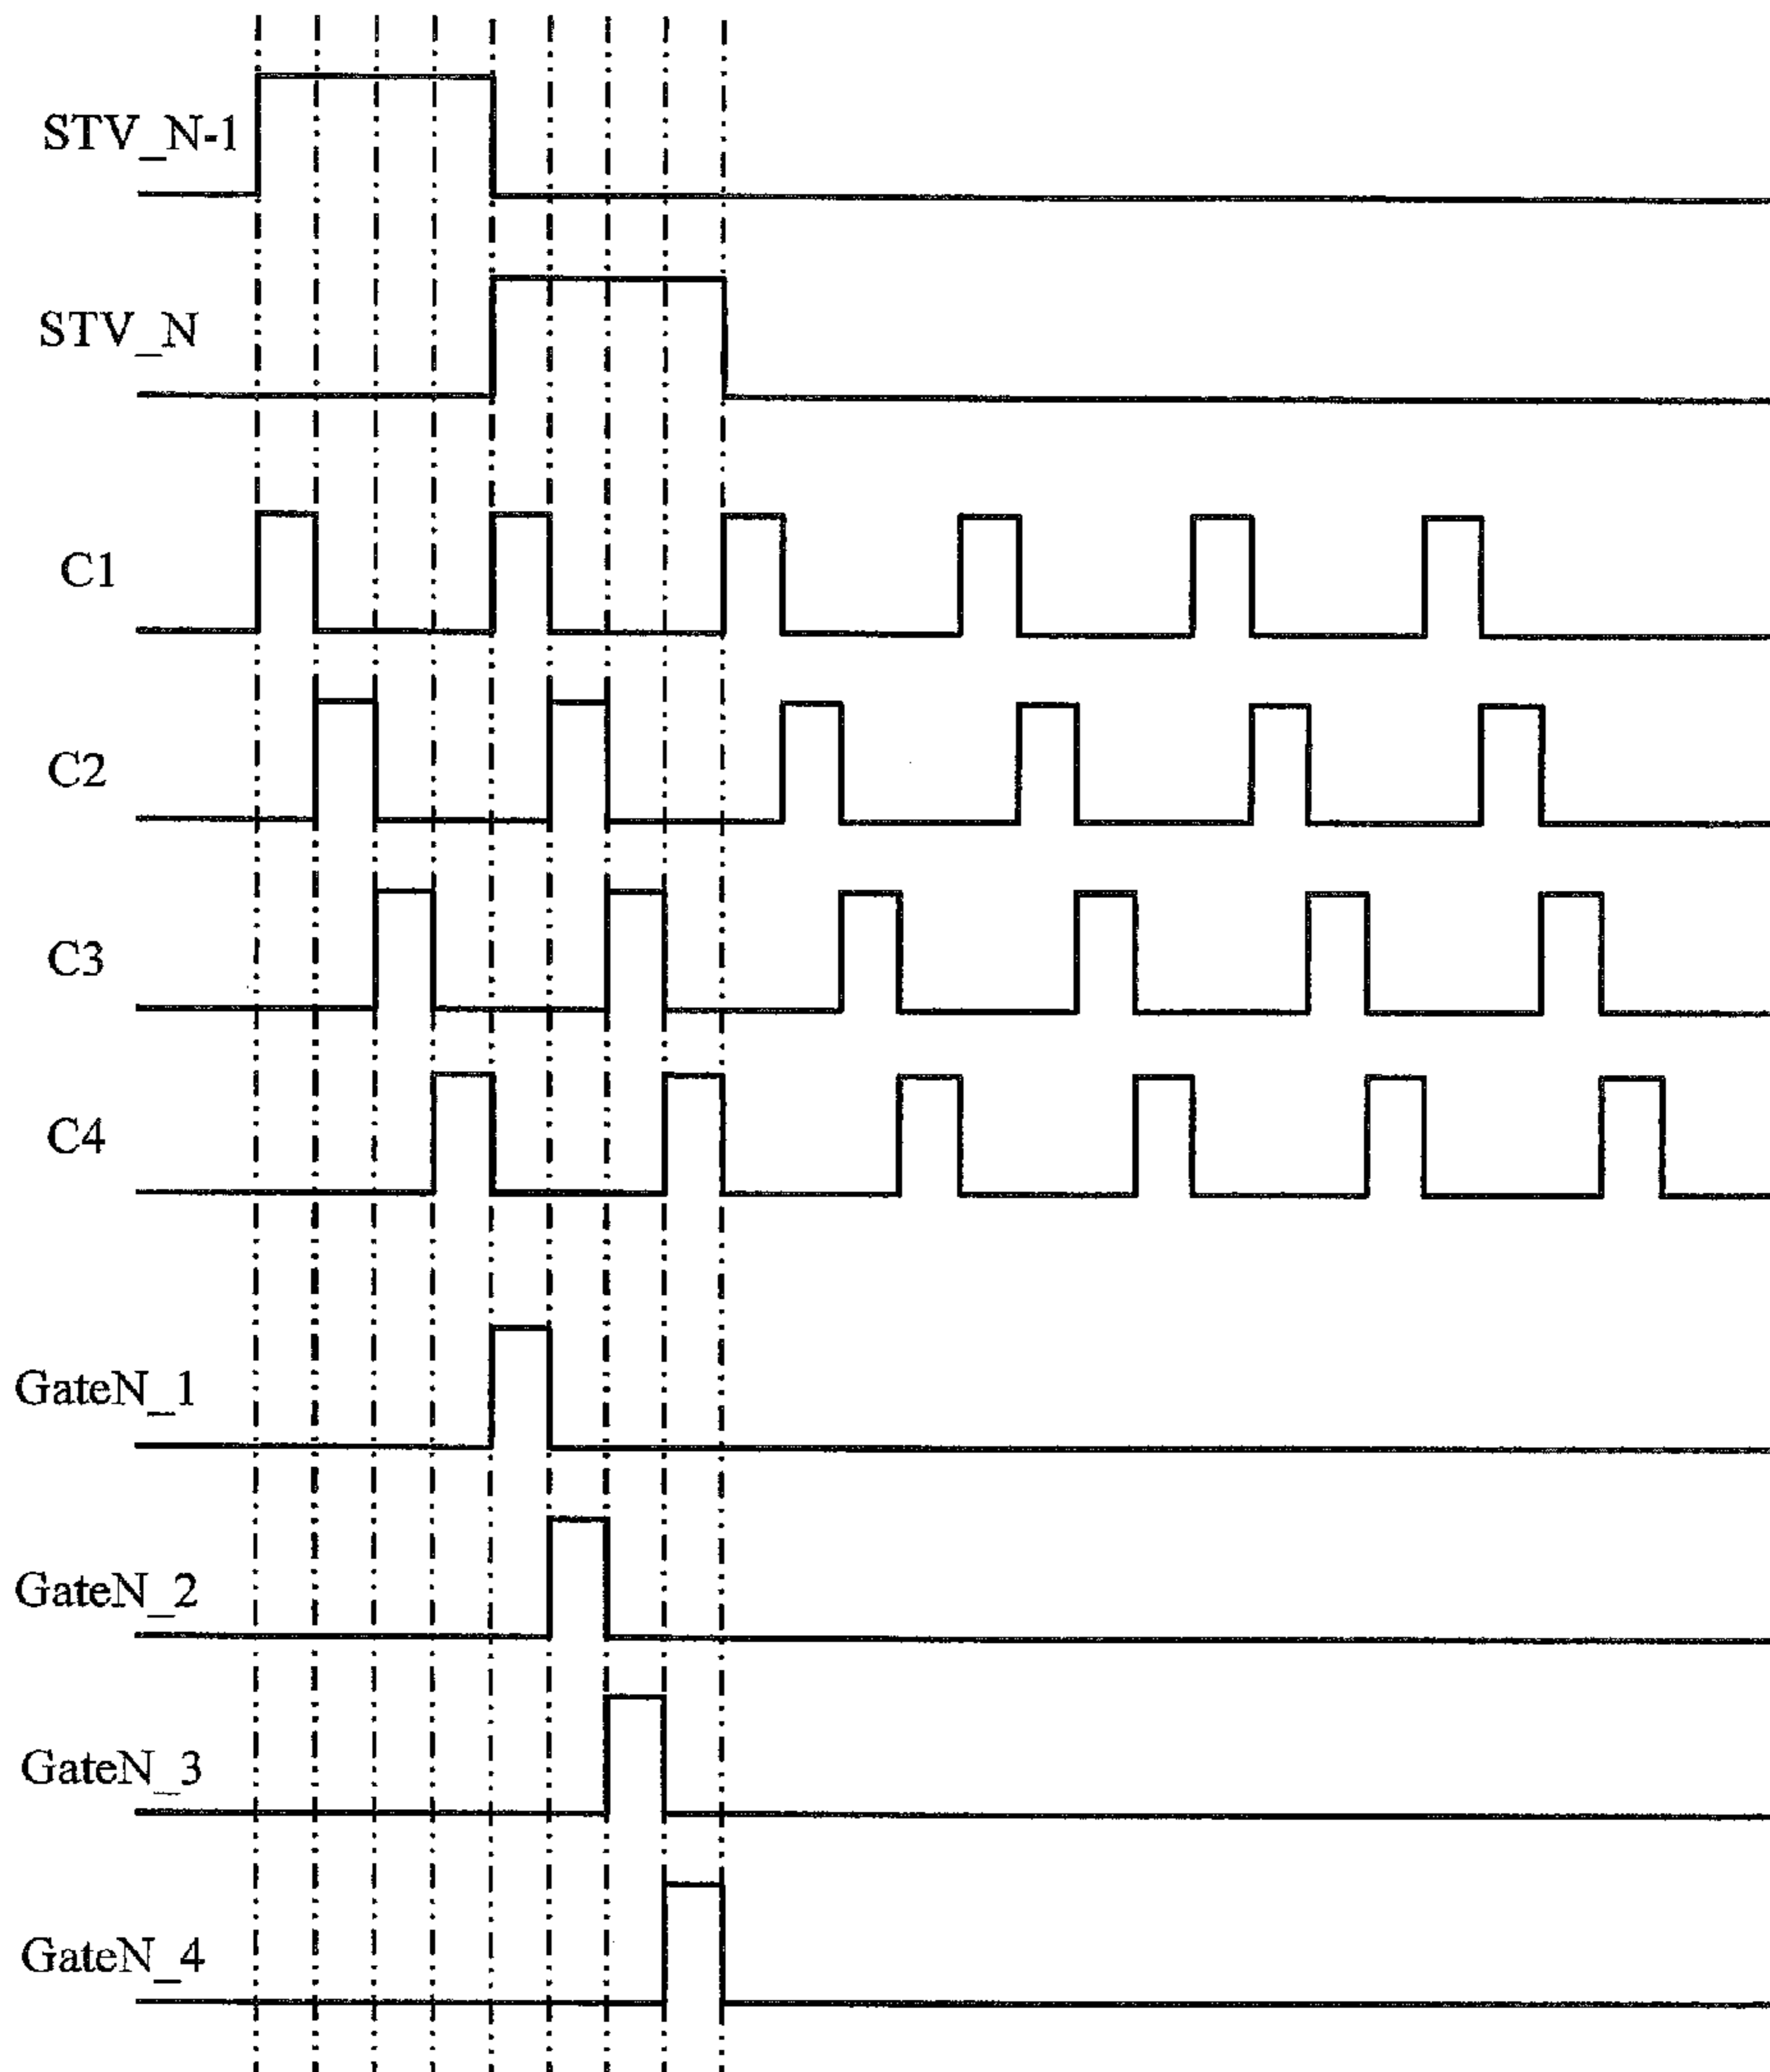 STV_N-1
STV_N
C1
C2
C3
C4
GateN_1
GateN_2
GateN_3
GateN_4